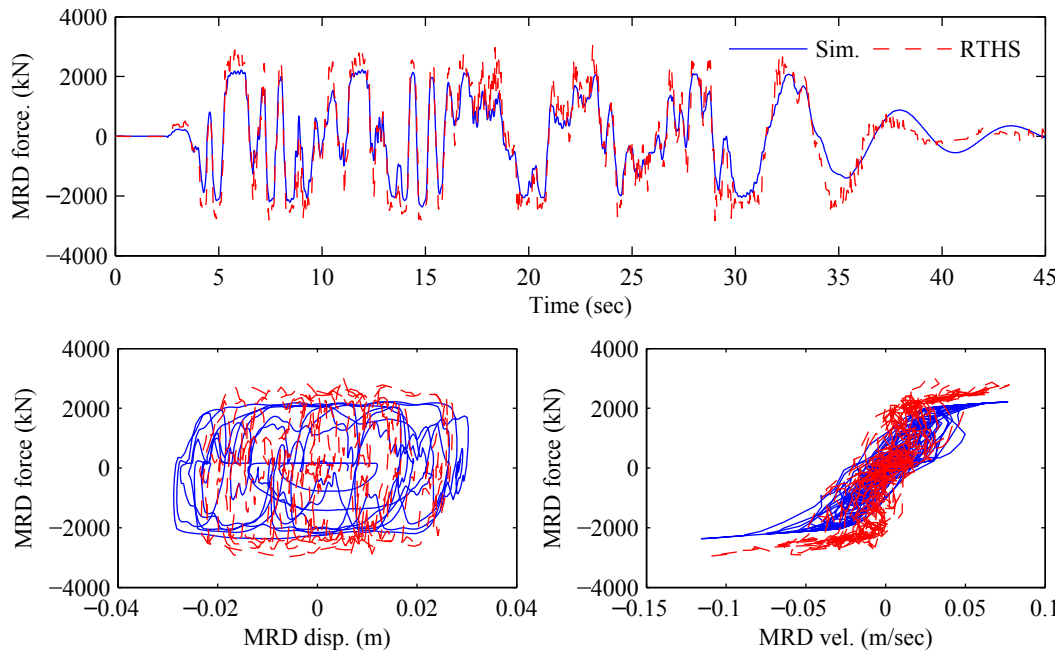 4000
2000
0
−2000
−4000
MRD force. (kN)
Sim.
RTHS
0 5 10 15 20 25 30 35 40 45
Time (sec)
4000
2000
0
−2000
−4000
MRD force (kN)
−0.04 −0.02 0 0.02 0.04
MRD disp. (m)
4000
2000
0
−2000
−4000
MRD force (kN)
−0.15 −0.1 −0.05 0 0.05 0.1
MRD vel. (m/sec)